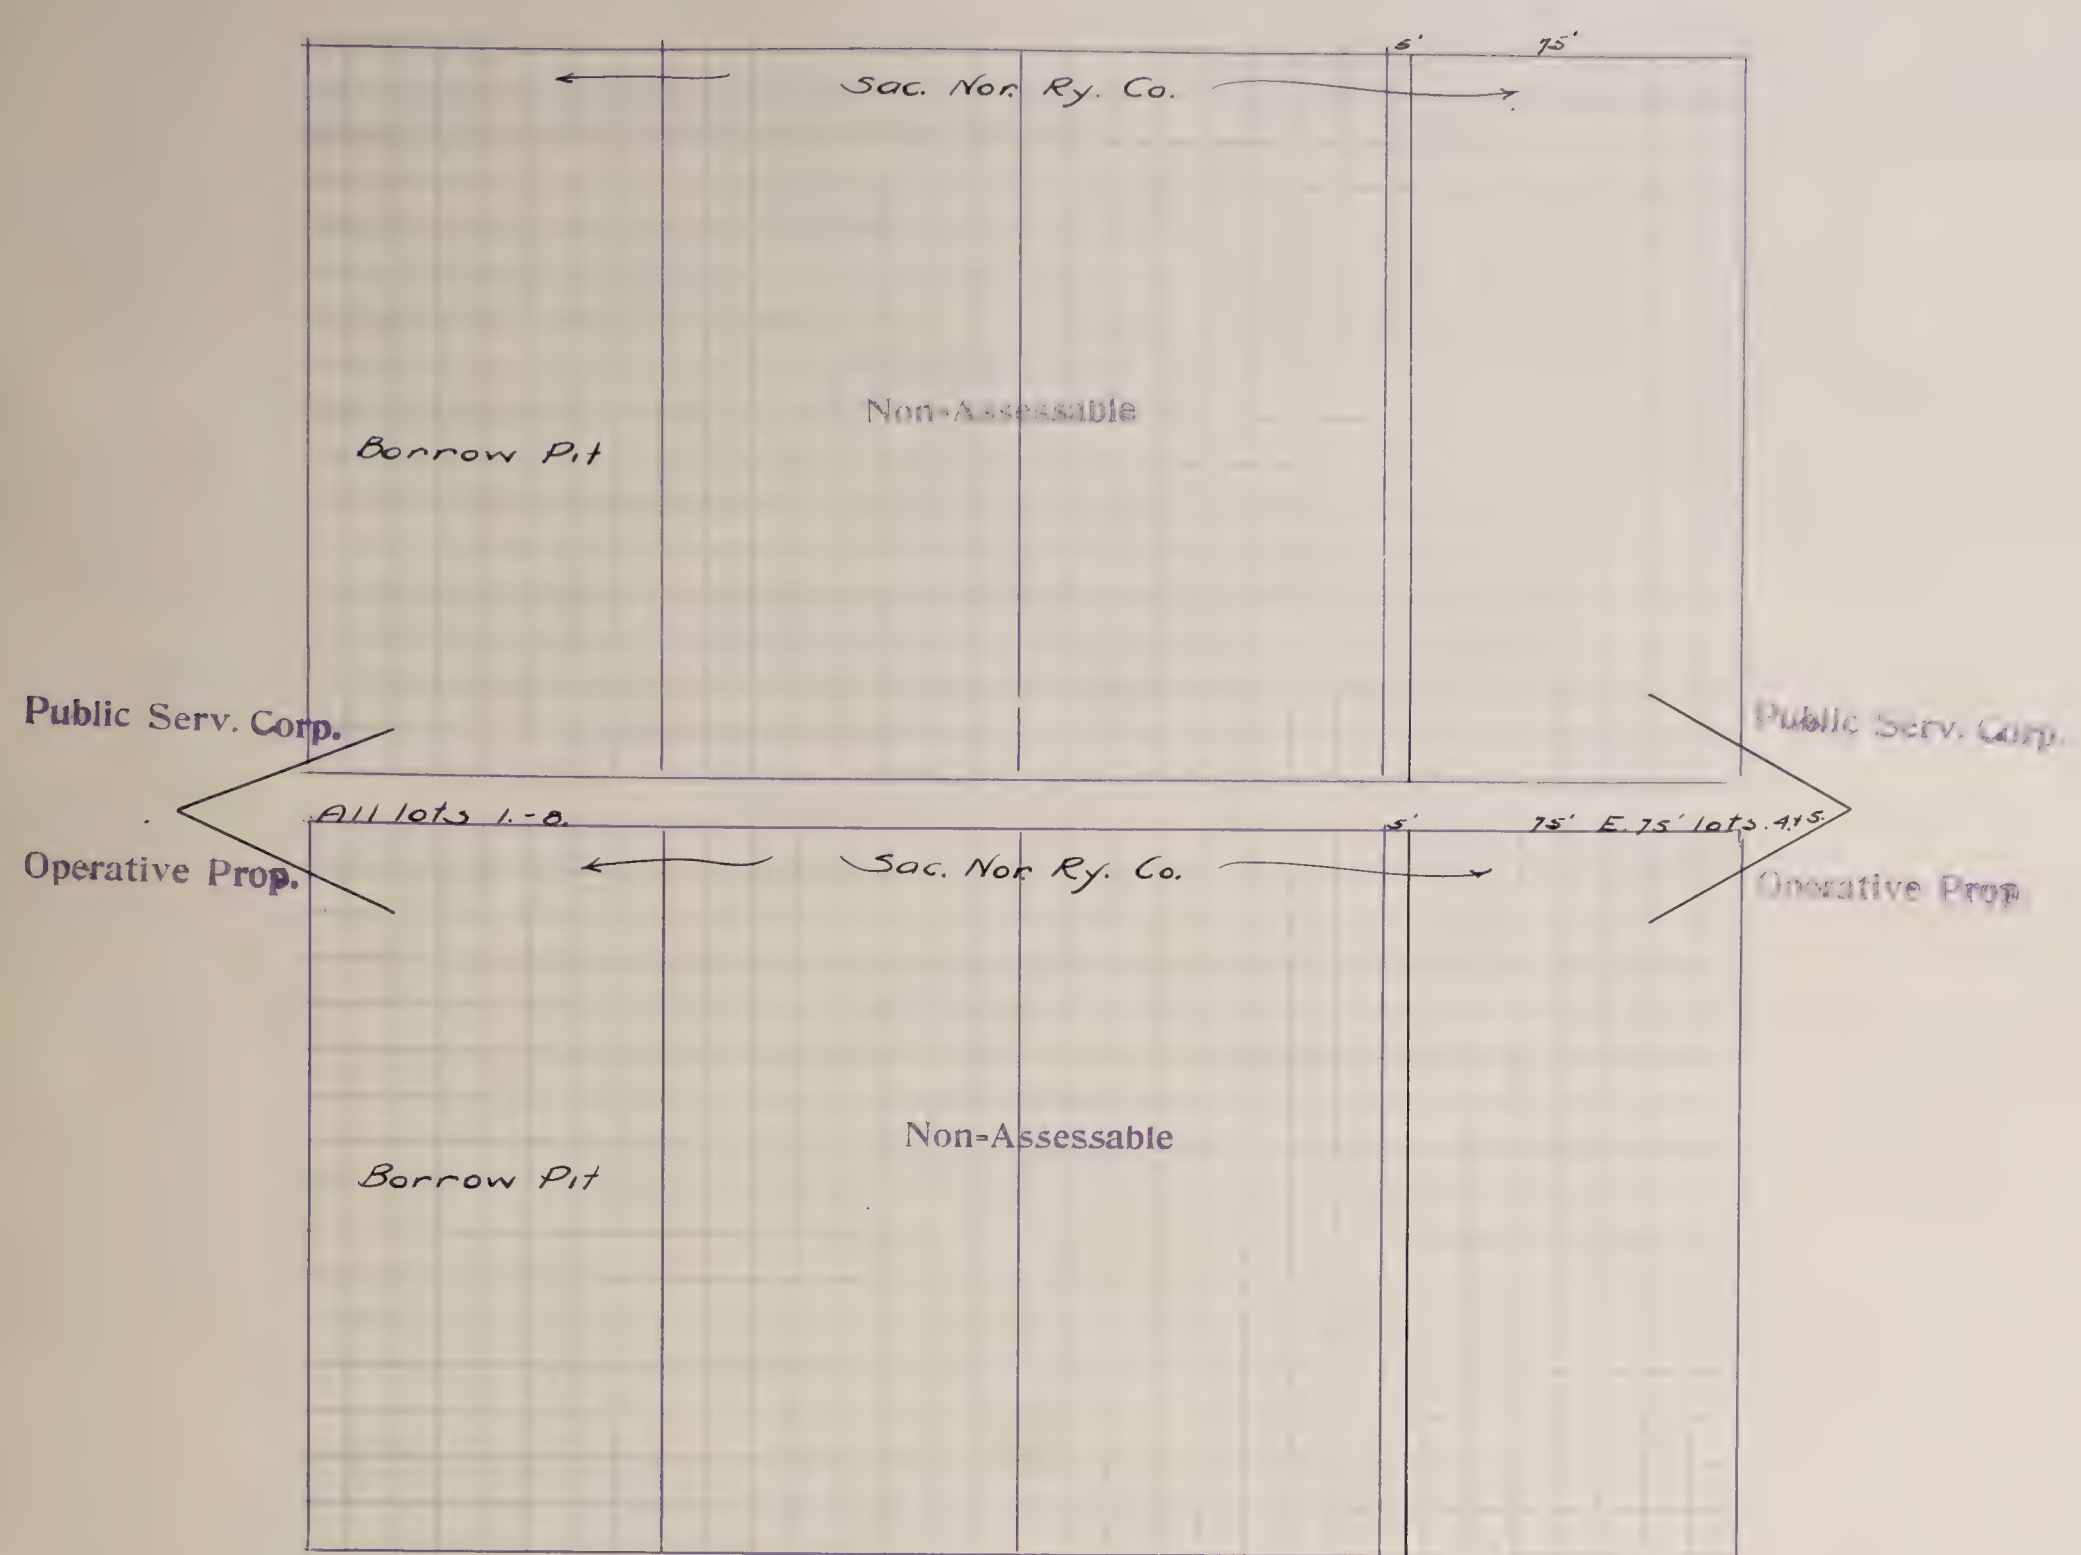 5' 75'
Sac. Nor. Ry. Co.
Non-Assessable
Borrow Pit
Public Serv. Corp.
Public Serv. Corp.
All lots 1.-8. 5' 75' E. 75' lots. 4.+5.
Sac. Nor. Ry. Co.
Operative Prop.
Operative Prop
Non-Assessable
Borrow Pit